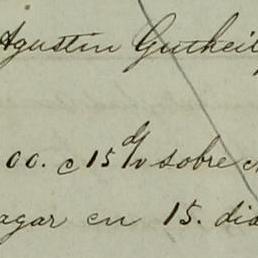 Agustin Gutheil
00. c 15 d/v sobre
agar en 15. dia